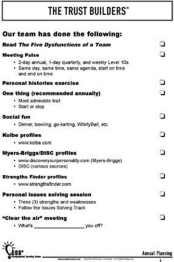 THE TRUST BUILDERS™
Our team has done the following:
Read The Five Dysfunctions of a Team
Meeting Pulse
• 2-day annual, 1-day quarterly, and weekly Level 10s
• Same day, same time, same agenda, start on time
and end on time
Personal histories exercise
One thing (recommended annually)
• Most admirable trait
• Start or stop
Social fun
• Dinner, bowling, go-karting, WhirlyBall, etc.
Kolbe profiles
• www.kolbe.com
Myers-Briggs/DISC profiles
• www.discoveryourpersonality.com (Myers-Briggs)
• DISC (various sources)
Strengths Finder profiles
• www.strengthsfinder.com
Personal issues solving session
• Three (3) strengths and weaknesses
• Follow the Issues Solving Track
“Clear the air” meeting
• What's ____________ you off?
EOS
Annual Planning